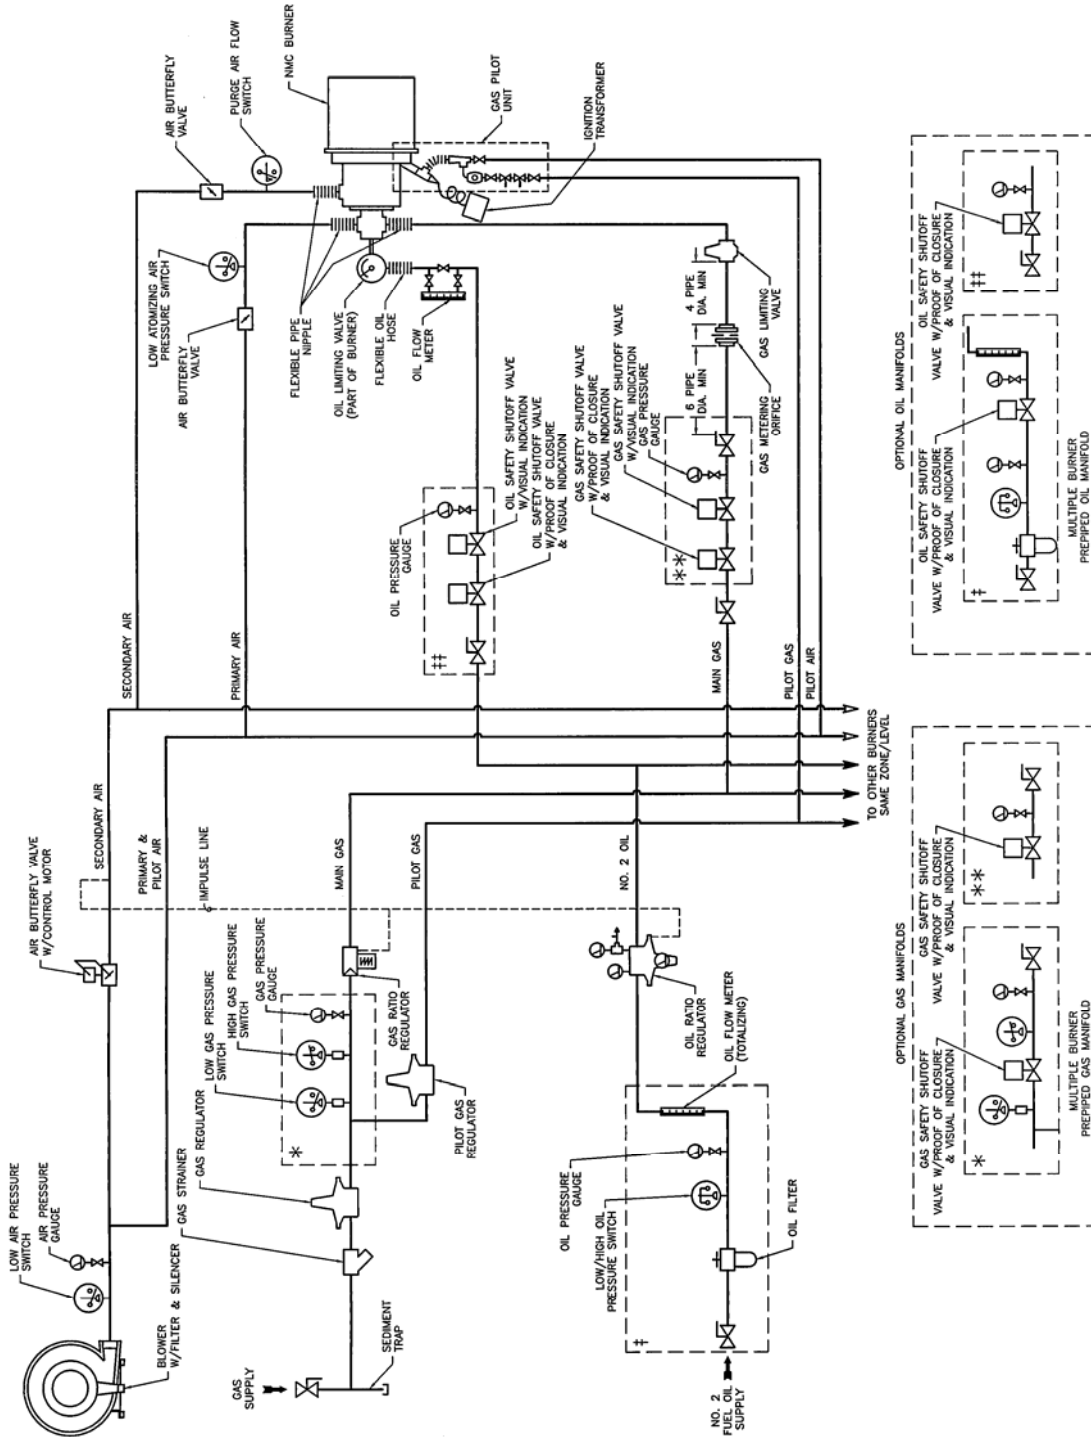 LOW AIR PRESSURE
SWITCH
AIR PRESSURE
GAUGE
BLOWER
W/FILTER & SILENCER
AIR BUTTERFLY VALVE
W/CONTROL MOTOR
SECONDARY AIR
PRIMARY &
PILOT AIR
IMPULSE LINE
SECONDARY AIR
PRIMARY AIR
AIR BUTTERFLY
VALVE
PURGE AIR FLOW
SWITCH
NMC BURNER
LOW ATOMIZING AIR
PRESSURE SWITCH
AIR BUTTERFLY
VALVE
FLEXIBLE PIPE
NIPPLE
OIL LIMITING VALVE
(PART OF BURNER)
FLEXIBLE OIL
HOSE
OIL FLOW
METER
GAS PILOT
UNIT
IGNITION
TRANSFORMER
GAS
SUPPLY
SEDIMENT
TRAP
GAS STRAINER
GAS REGULATOR
LOW GAS PRESSURE
SWITCH
HIGH GAS PRESSURE
SWITCH
GAS PRESSURE
GAUGE
*
GAS RATIO
REGULATOR
PILOT GAS
REGULATOR
MAIN GAS
PILOT GAS
OIL PRESSURE
GAUGE
OIL SAFETY SHUTOFF VALVE
W/VISUAL INDICATION
OIL SAFETY SHUTOFF VALVE
W/PROOF OF CLOSURE
& VISUAL INDICATION
‡‡
GAS SAFETY SHUTOFF VALVE
W/PROOF OF CLOSURE
& VISUAL INDICATION
GAS SAFETY SHUTOFF VALVE
W/VISUAL INDICATION
GAS PRESSURE
GAUGE
**
6 PIPE
DIA. MIN
4 PIPE
DIA. MIN
GAS METERING
ORIFICE
GAS LIMITING
VALVE
MAIN GAS
PILOT GAS
PILOT AIR
TO OTHER BURNERS
SAME ZONE/LEVEL
NO. 2
FUEL OIL
SUPPLY
‡
OIL PRESSURE
GAUGE
LOW/HIGH OIL
PRESSURE SWITCH
OIL FILTER
OIL FLOW METER
(TOTALIZING)
OIL RATIO
REGULATOR
NO. 2 OIL
OPTIONAL GAS MANIFOLDS
GAS SAFETY SHUTOFF
VALVE W/PROOF OF CLOSURE
& VISUAL INDICATION
GAS SAFETY SHUTOFF
VALVE W/PROOF OF CLOSURE
& VISUAL INDICATION
*
**
MULTIPLE BURNER
PREPIPED GAS MANIFOLD
OPTIONAL OIL MANIFOLDS
OIL SAFETY SHUTOFF
VALVE W/PROOF OF CLOSURE
& VISUAL INDICATION
OIL SAFETY SHUTOFF
VALVE W/PROOF OF CLOSURE
& VISUAL INDICATION
‡
‡‡
MULTIPLE BURNER
PREPIPED OIL MANIFOLD